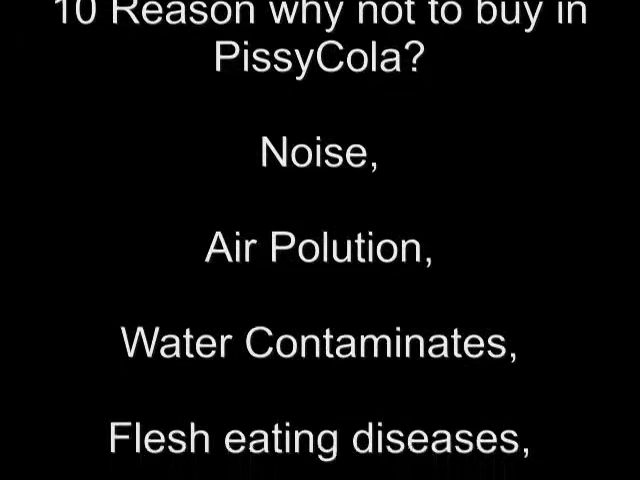 10 Reason why not to buy in
PissyCola?
Noise,
Air Polution,
Water Contaminates,
Flesh eating diseases,